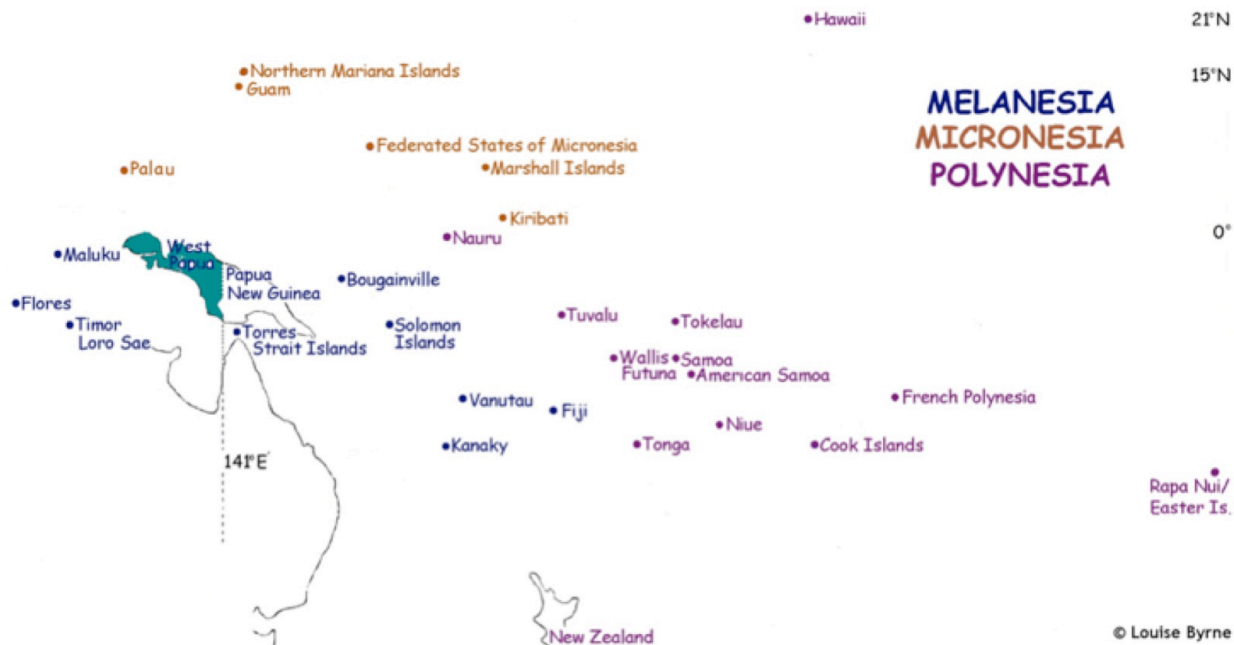 Hawaii
21°N
Northern Mariana Islands
15°N
Guam
MELANESIA
MICRONESIA
POLYNESIA
Federated States of Micronesia
Palau
Marshall Islands
Kiribati
Nauru
0°
Maluku
West
Papua
Papua
New Guinea
Bougainville
Flores
Timor
Loro Sae
Torres
Strait Islands
Solomon
Islands
Tuvalu
Tokelau
Wallis
Futuna
Samoa
American Samoa
Vanutau
Fiji
French Polynesia
Niue
Kanaky
Tonga
Cook Islands
141°E
Rapa Nui/
Easter Is.
New Zealand
© Louise Byrne